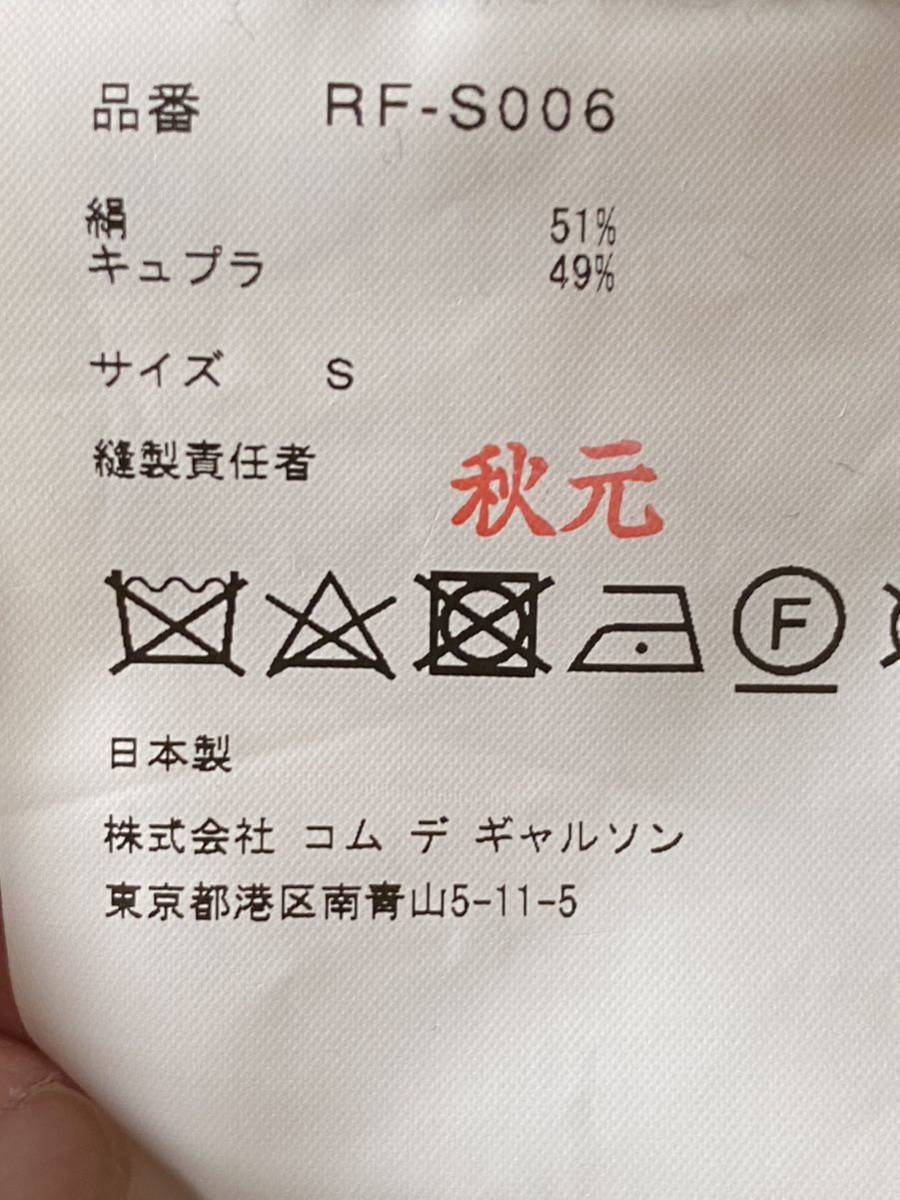 品番 RF-S006
絹 51%
キュプラ 49%
サイズ S
縫製責任者 秋元
F
日本製
株式会社 コム デ ギャルソン
東京都港区南青山5-11-5